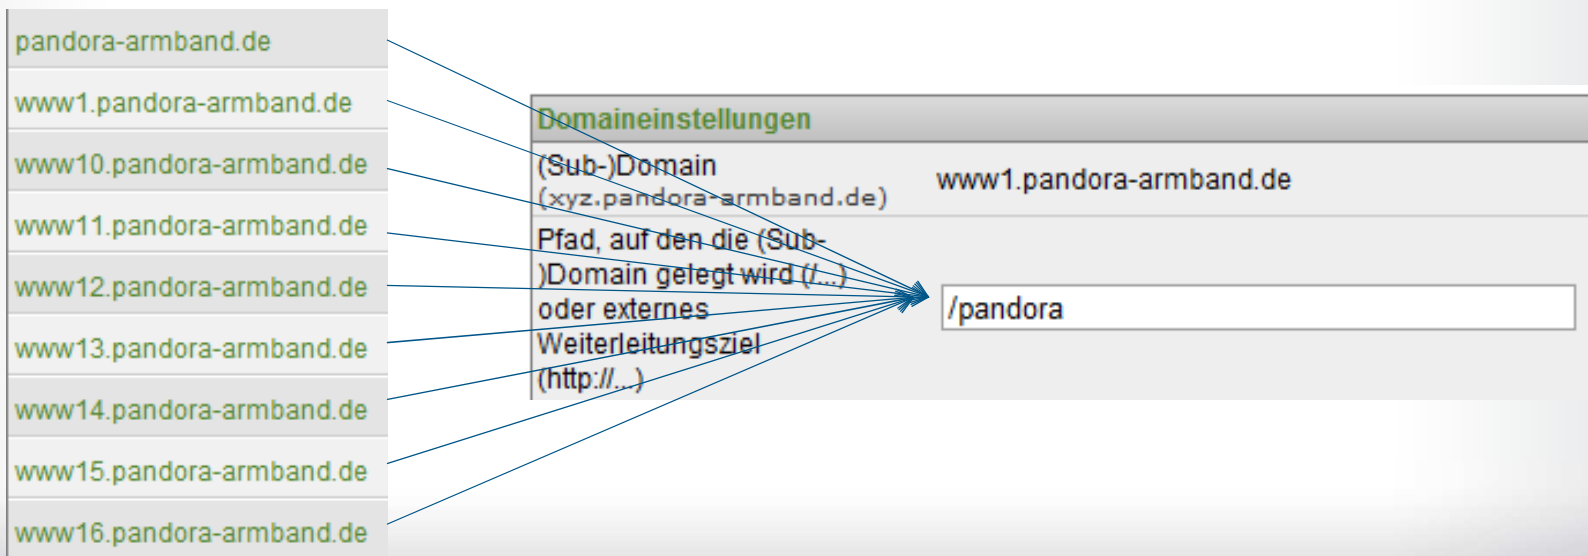 pandora-armband.de
www1.pandora-armband.de
www10.pandora-armband.de
www11.pandora-armband.de
www12.pandora-armband.de
www13.pandora-armband.de
www14.pandora-armband.de
www15.pandora-armband.de
www16.pandora-armband.de
Domaineinstellungen
(Sub-)Domain
(xyz.pandora-armband.de)
www1.pandora-armband.de
Pfad, auf den die (Sub-
)Domain gelegt wird (/...)
oder externes
Weiterleitungsziel
(http://...)
/pandora